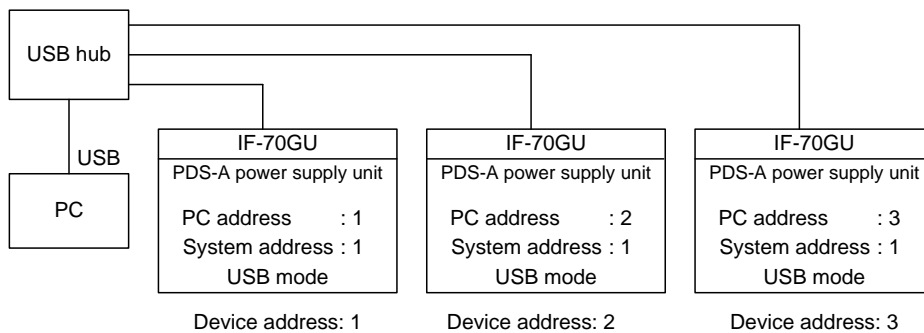 USB hub
USB
PC
IF-70GU
PDS-A power supply unit
PC address : 1
System address : 1
USB mode
Device address: 1
IF-70GU
PDS-A power supply unit
PC address : 2
System address : 1
USB mode
Device address: 2
IF-70GU
PDS-A power supply unit
PC address : 3
System address : 1
USB mode
Device address: 3